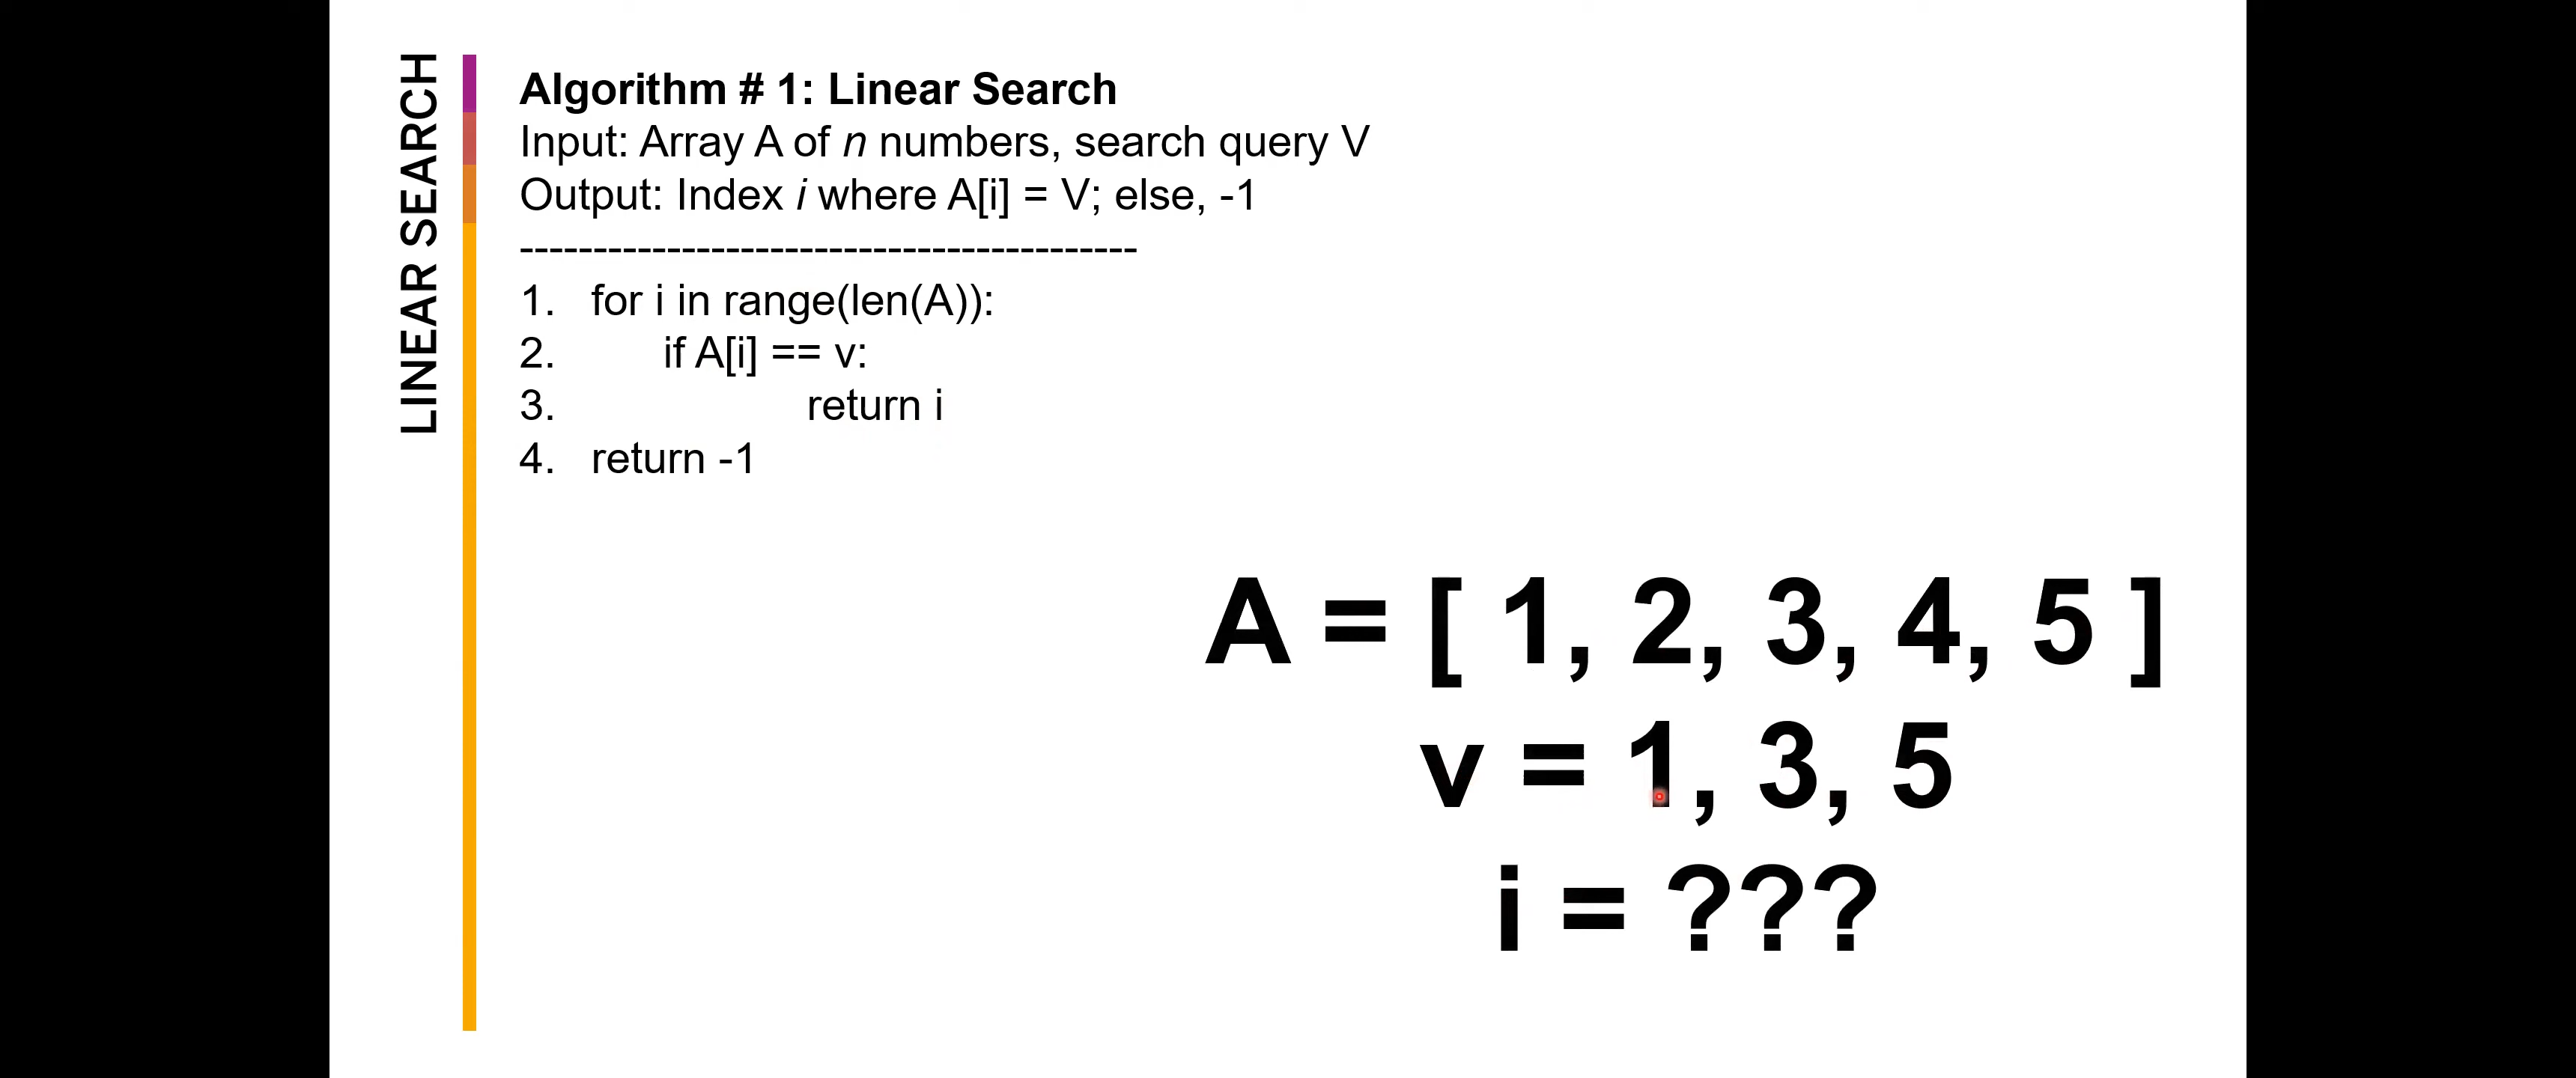 LINEAR SEARCH
Algorithm # 1: Linear Search
Input: Array A of n numbers, search query V
Output: Index i where A[i] = V; else, -1
------------------------------------------
1. for i in range(len(A)):
2. if A[i] == v:
3. return i
4. return -1
A = [ 1, 2, 3, 4, 5 ]
v = 1, 3, 5
i = ???